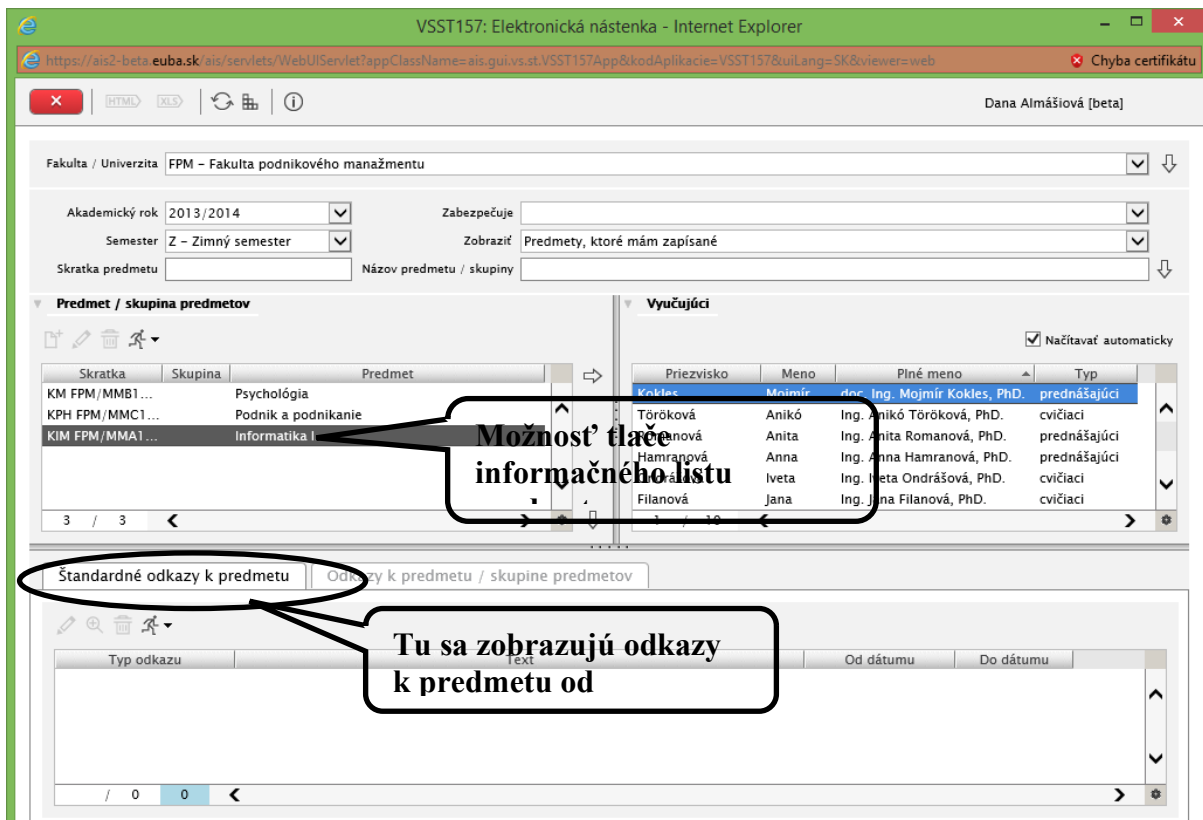 VSST157: Elektronická nástenka - Internet Explorer
https://ais2-beta.euba.sk/ais/servlets/WebUIServlet?appClassName=ais.gui.vs.st.VSST157App&kodAplikacie=VSST157&uiLang=SK&viewer=web Chyba certifikátu
HTML XLS Dana Almášiová [beta]
Fakulta / Univerzita FPM – Fakulta podnikového manažmentu
Akademický rok 2013/2014 Zabezpečuje
Semester Z – Zimný semester Zobraziť Predmety, ktoré mám zapísané
Skratka predmetu Názov predmetu / skupiny
Predmet / skupina predmetov Vyučujúci
Načítavať automaticky
Skratka Skupina Predmet Priezvisko Meno Plné meno Typ
KM FPM/MMB1... Psychológia Kokles Mojmír doc. Ing. Mojmír Kokles, PhD. prednášajúci
KPH FPM/MMC1... Podnik a podnikanie Töröková Anikó Ing. Anikó Töröková, PhD. cvičiaci
KIM FPM/MMA1... Informatika I Romanová Anita Ing. Anita Romanová, PhD. prednášajúci
Možnosť tlače
Hamranová Anna Ing. Anna Hamranová, PhD. prednášajúci
informačného listu
Iveta Ing. Iveta Ondrášová, PhD. cvičiaci
Filanová Jana Ing. Jana Filanová, PhD. cvičiaci
3 / 3 1 / 19
Štandardné odkazy k predmetu Odkazy k predmetu / skupine predmetov
Tu sa zobrazujú odkazy
k predmetu od
Typ odkazu Text Od dátumu Do dátumu
/ 0 0